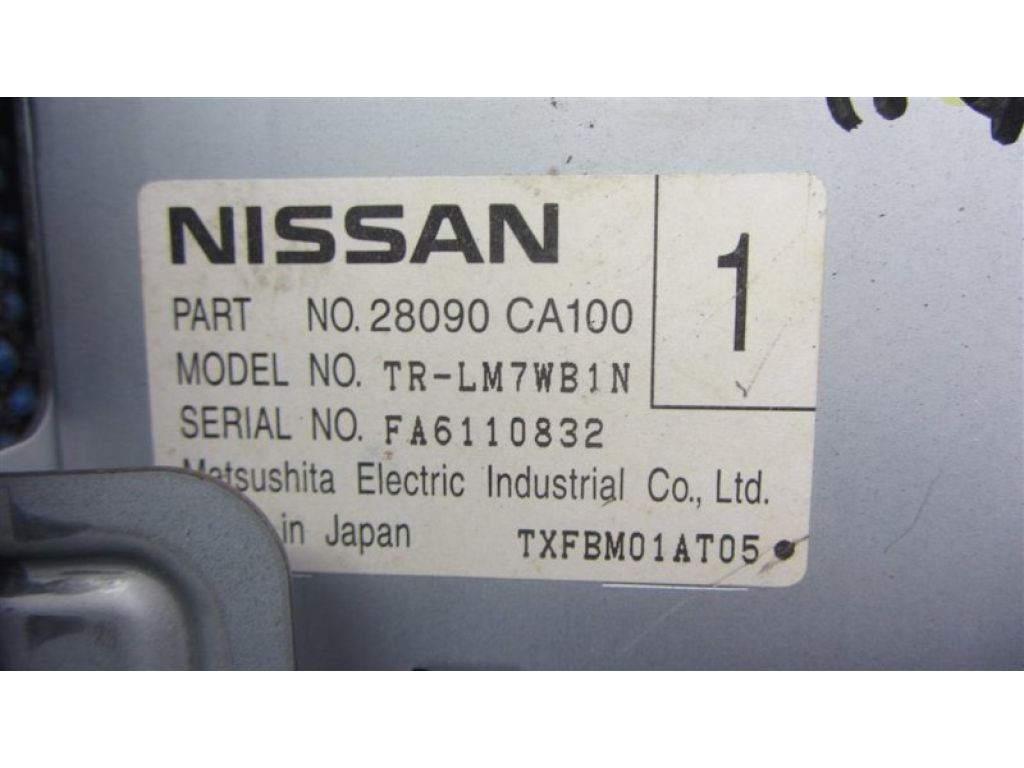 NISSAN
1
PART NO. 28090 CA100
MODEL NO. TR-LM7WB1N
SERIAL NO. FA6110832
Matsushita Electric Industrial Co., Ltd.
in Japan
TXFBM01AT05